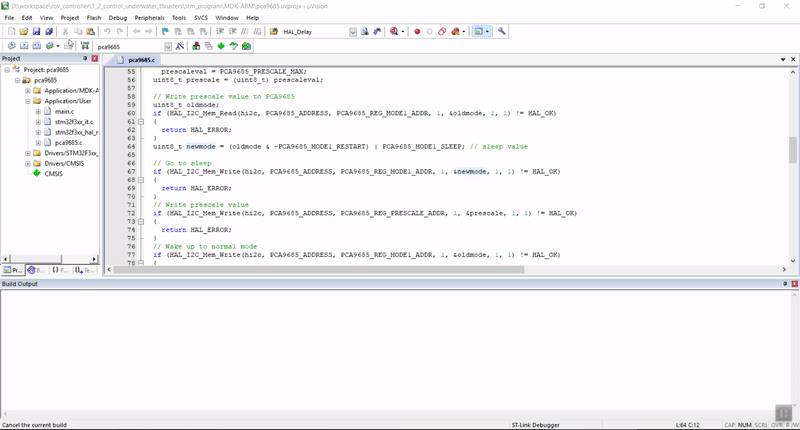 D:\workspace\rov_controller\1_2_control_underwater_thrusters\stm_program\MDK-ARM\pca9685.uvprojx - µVision
File Edit View Project Flash Debug Peripherals Tools SVCS Window Help
HAL_Delay
pca9685
Project
pca9685.c
Project: pca9685
pca9685
Application/MDK-
Application/User
main.c
stm32f3xx_it.c
stm32f3xx_hal_
pca9685.c
Drivers/STM32F3xx_
Drivers/CMSIS
CMSIS
Pr... B... {} F... Te...
55 prescaleval = PCA9685_PRESCALE_MAX;
56 uint8_t prescale = (uint8_t) prescaleval;
57
58 // Write prescale value to PCA9685
59 uint8_t oldmode;
60 if (HAL_I2C_Mem_Read(hi2c, PCA9685_ADDRESS, PCA9685_REG_MODE1_ADDR, 1, &oldmode, 1, 1) != HAL_OK)
61 {
62 return HAL_ERROR;
63 }
64 uint8_t newmode = (oldmode & ~PCA9685_MODE1_RESTART) | PCA9685_MODE1_SLEEP; // sleep value
65
66 // Go to sleep
67 if (HAL_I2C_Mem_Write(hi2c, PCA9685_ADDRESS, PCA9685_REG_MODE1_ADDR, 1, &newmode, 1, 1) != HAL_OK)
68 {
69 return HAL_ERROR;
70 }
71 // Write prescale value
72 if (HAL_I2C_Mem_Write(hi2c, PCA9685_ADDRESS, PCA9685_REG_PRESCALE_ADDR, 1, &prescale, 1, 1) != HAL_OK)
73 {
74 return HAL_ERROR;
75 }
76 // Wake up to normal mode
77 if (HAL_I2C_Mem_Write(hi2c, PCA9685_ADDRESS, PCA9685_REG_MODE1_ADDR, 1, &oldmode, 1, 1) != HAL_OK)
78 {
Build Output
Cancel the current build
ST-Link Debugger
L:64 C:12
CAP NUM SCRL OVR R/W